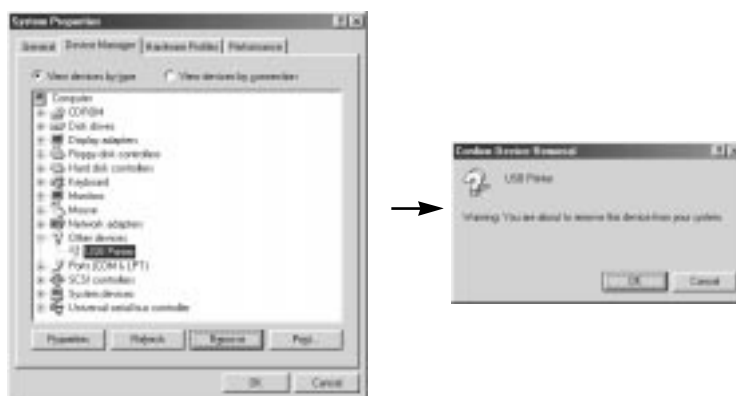 System Properties
General Device Manager Hardware Profiles Performance
View devices by type View devices by connection
Computer
CDROM
Disk drives
Display adapters
Floppy disk controllers
Hard disk controllers
Keyboard
Monitors
Mouse
Network adapters
Other devices
USB Printer
Ports (COM & LPT)
SCSI controllers
System devices
Universal serial bus controller
Properties Refresh Remove Print...
OK Cancel
Confirm Device Removal
USB Printer
Warning: You are about to remove this device from your system.
OK Cancel